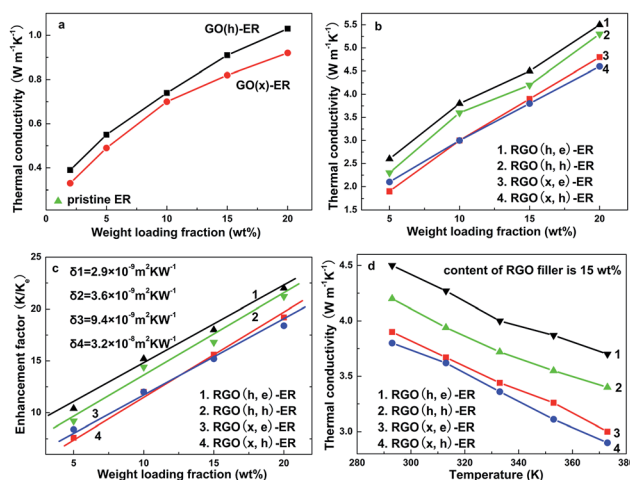 a
GO(h)-ER
GO(x)-ER
pristine ER
Thermal conductivity (W m⁻¹K⁻¹)
1.0
0.8
0.6
0.4
0 5 10 15 20
Weight loading fraction (wt%)
b
1
2
3
4
1. RGO(h, e)-ER
2. RGO(h, h)-ER
3. RGO(x, e)-ER
4. RGO(x, h)-ER
Thermal conductivity (W m⁻¹K⁻¹)
5.5
5.0
4.5
4.0
3.5
3.0
2.5
2.0
1.5
5 10 15 20
Weight loading fraction (wt%)
c
δ1=2.9×10⁻⁹m²KW⁻¹
δ2=3.6×10⁻⁹m²KW⁻¹
δ3=9.4×10⁻⁹m²KW⁻¹
δ4=3.2×10⁻⁸m²KW⁻¹
1
2
3
4
1. RGO(h, e)-ER
2. RGO(h, h)-ER
3. RGO(x, e)-ER
4. RGO(x, h)-ER
Enhancement factor (K/Kₑ)
25
20
15
10
5 10 15 20
Weight loading fraction (wt%)
d
content of RGO filler is 15 wt%
1
2
3
4
1. RGO(h, e)-ER
2. RGO(h, h)-ER
3. RGO(x, e)-ER
4. RGO(x, h)-ER
Thermal conductivity (W m⁻¹K⁻¹)
4.5
4.0
3.5
3.0
280 300 320 340 360 380
Temperature (K)